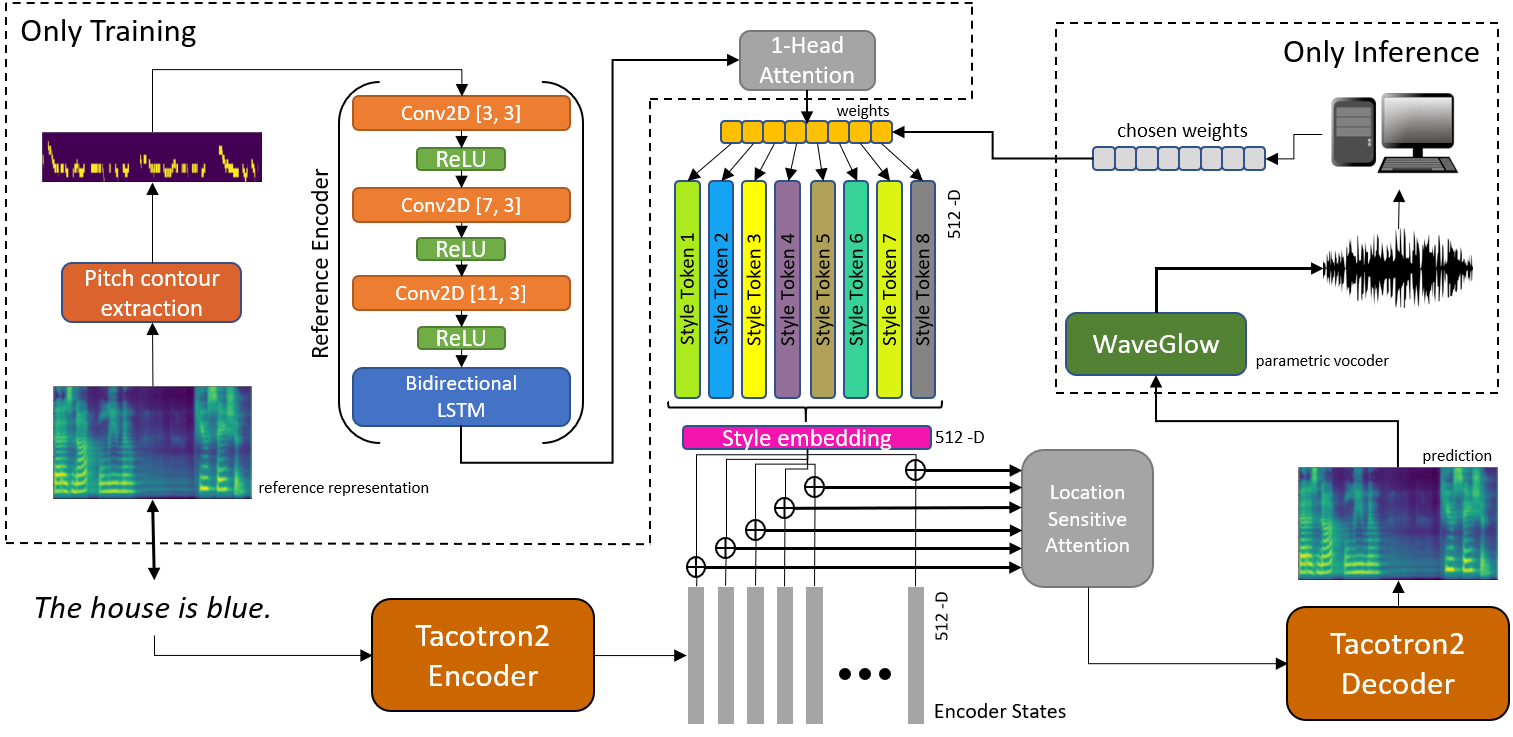 Only Training
Pitch contour
extraction
reference representation
The house is blue.
Reference Encoder
Conv2D [3, 3]
ReLU
Conv2D [7, 3]
ReLU
Conv2D [11, 3]
ReLU
Bidirectional
LSTM
1-Head
Attention
weights
Style Token 1
Style Token 2
Style Token 3
Style Token 4
Style Token 5
Style Token 6
Style Token 7
Style Token 8
512 -D
Style embedding
512 -D
Tacotron2
Encoder
512 -D
Encoder States
Location
Sensitive
Attention
Only Inference
chosen weights
WaveGlow
parametric vocoder
prediction
Tacotron2
Decoder